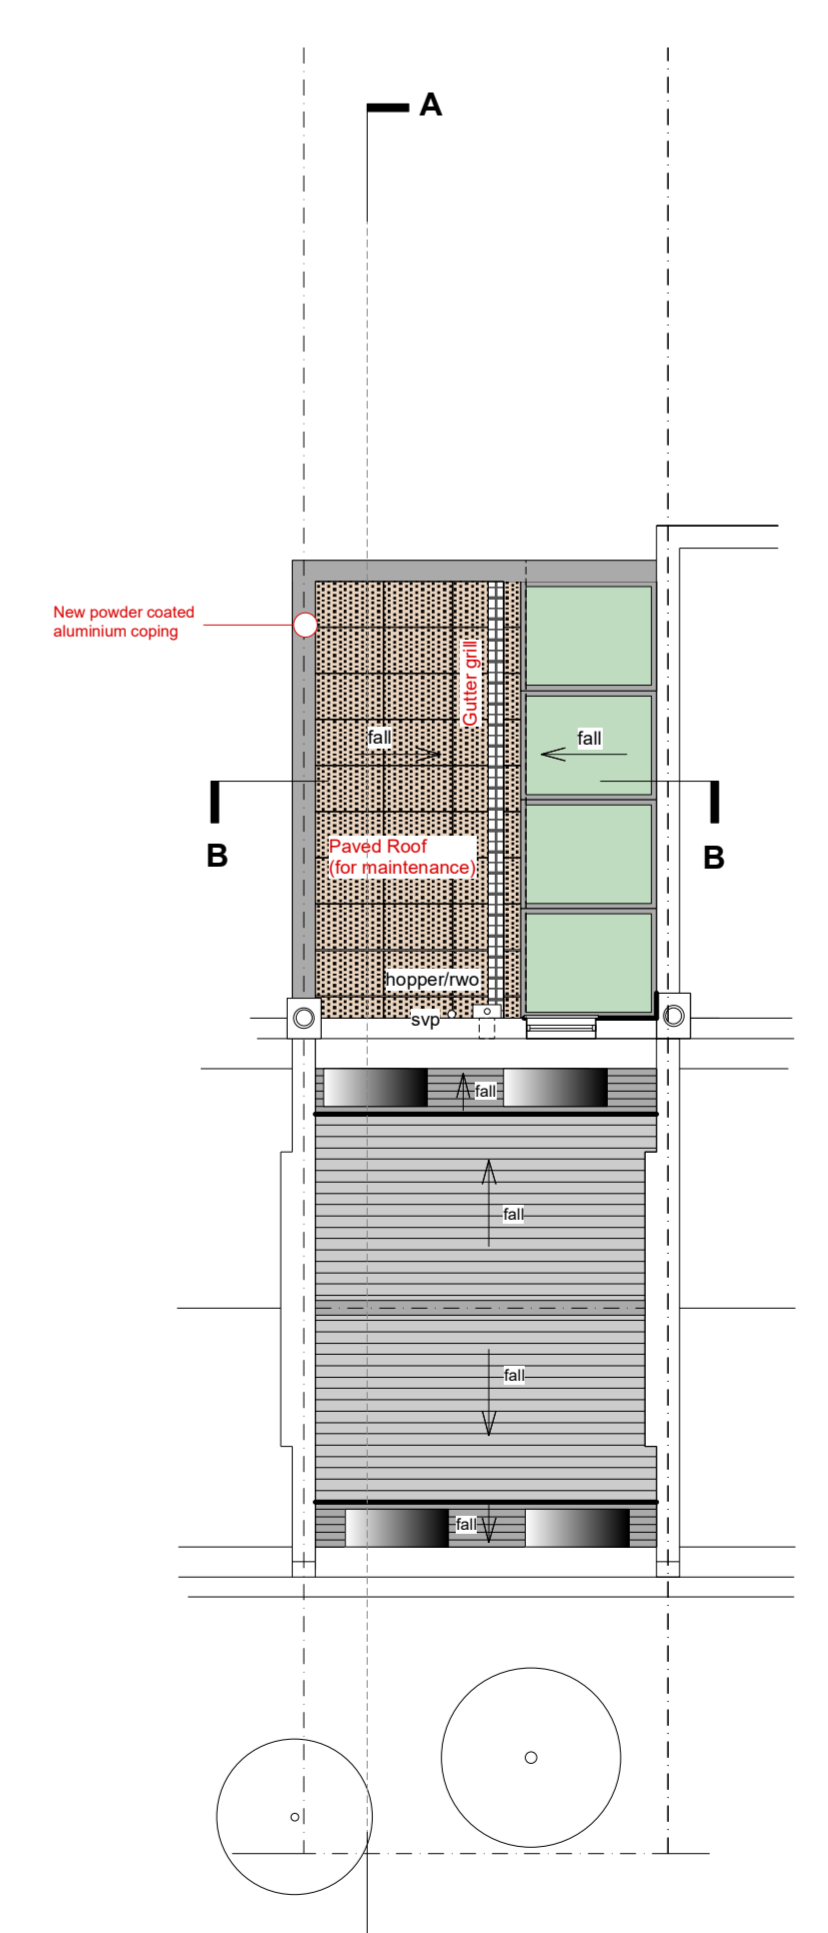 A
New powder coated
aluminium coping
Gutter grill
fall
fall
B
B
Paved Roof
(for maintenance)
hopper/rwo
svp
fall
fall
fall
fall